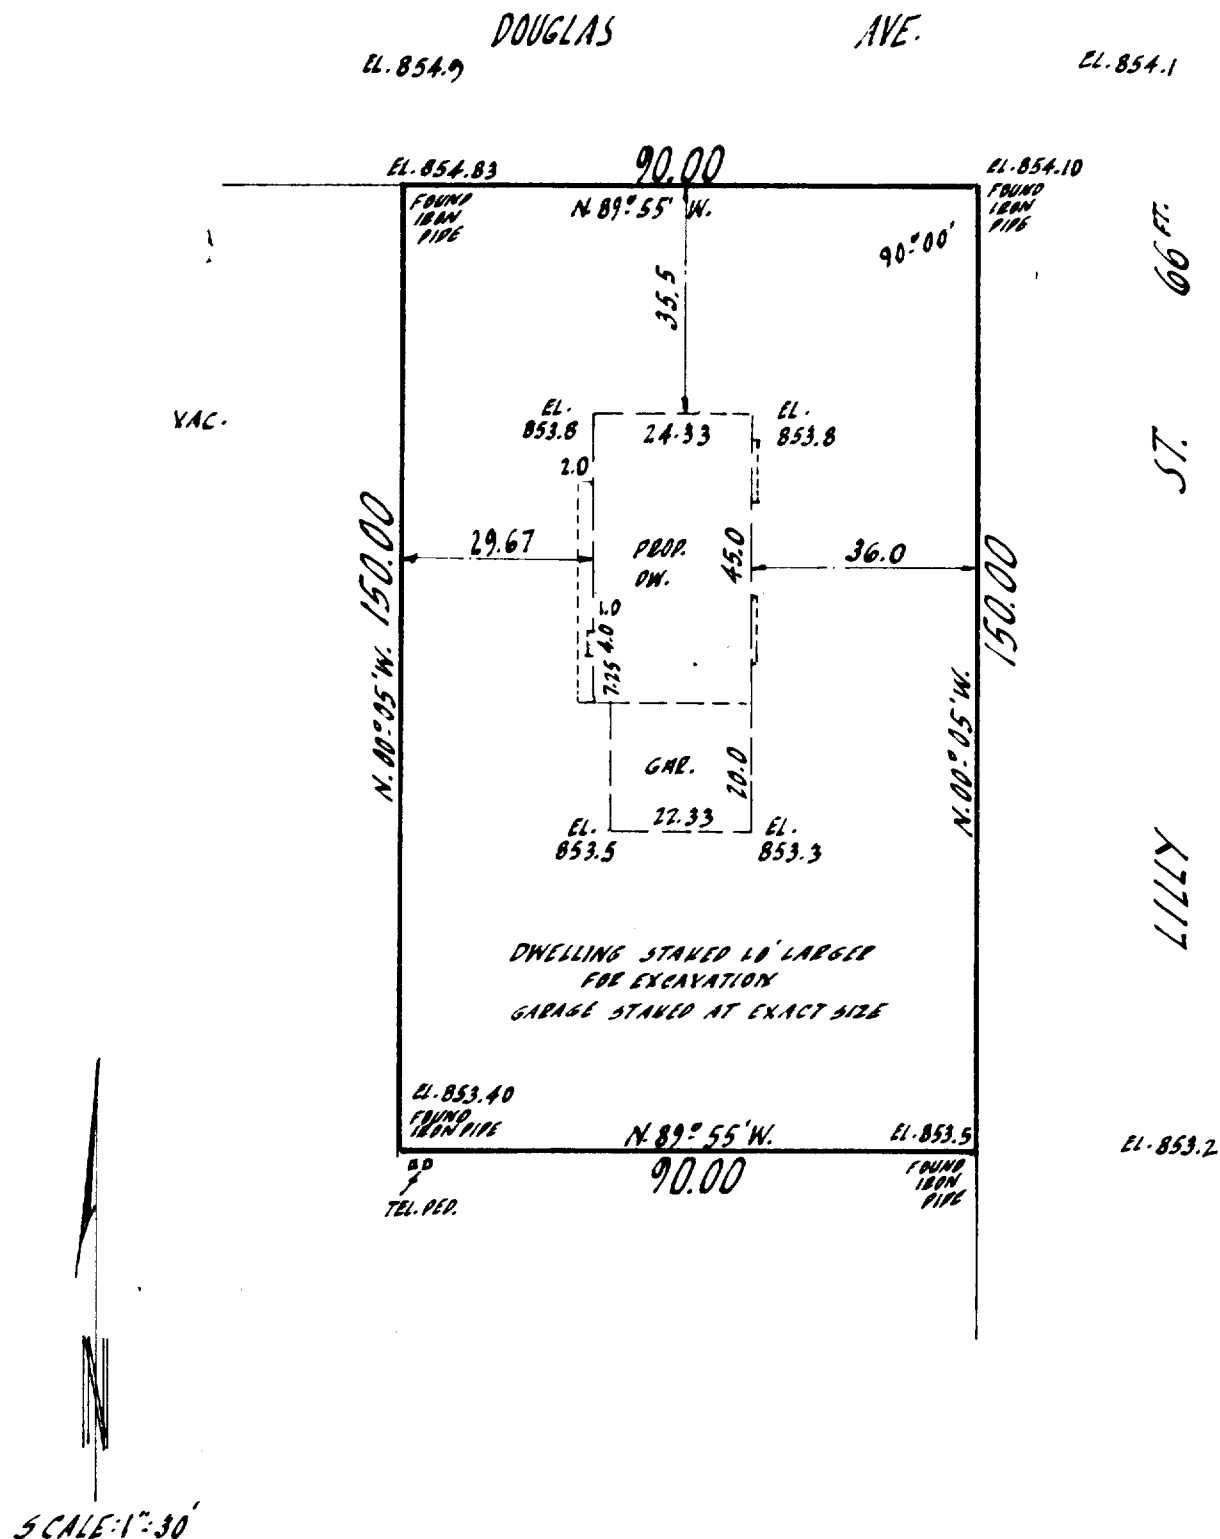 DOUGLAS AVE.
EL. 854.9
EL. 854.1
EL. 854.83
90.00
EL. 854.10
FOUND
IRON
PIPE
N. 89° 55' W.
FOUND
IRON
PIPE
90° 00'
66 FT.
35.5
VAC.
EL.
853.8
24.33
EL.
853.8
ST.
2.0
150.00
29.67
PROP.
DW.
45.0
36.0
150.00
1.0
4.0
7.25
N. 00° 05' W.
N. 00° 05' W.
GAR.
20.0
22.33
EL.
853.5
EL.
853.3
LILLY
DWELLING STAKED 1.0' LARGER
FOR EXCAVATION
GARAGE STAKED AT EXACT SIZE
EL. 853.40
FOUND
IRON PIPE
N. 89° 55' W.
EL. 853.5
EL. 853.2
90.00
FOUND
IRON
PIPE
TEL. PED.
N
SCALE: 1" = 30'